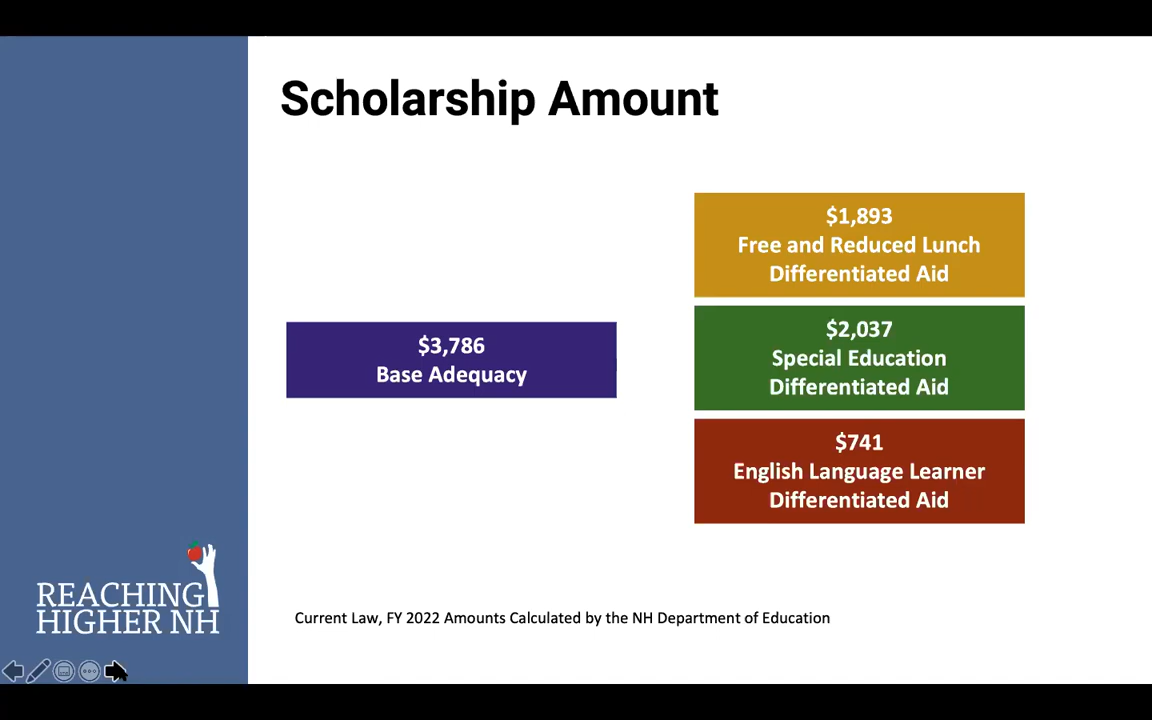 Scholarship Amount
$3,786
Base Adequacy
$1,893
Free and Reduced Lunch
Differentiated Aid
$2,037
Special Education
Differentiated Aid
$741
English Language Learner
Differentiated Aid
REACHING
HIGHER NH
Current Law, FY 2022 Amounts Calculated by the NH Department of Education